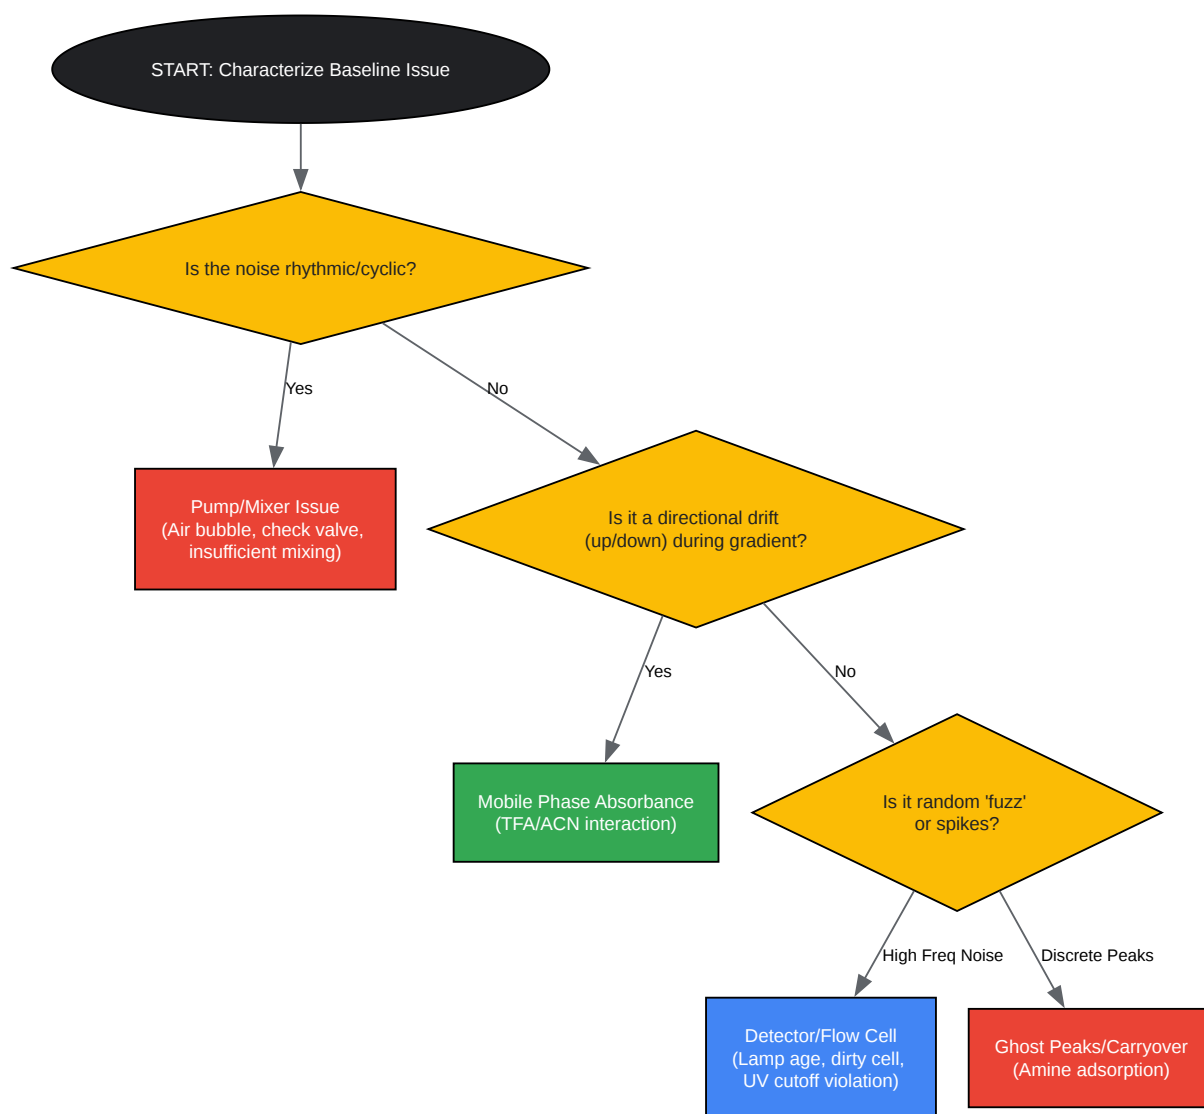 START: Characterize Baseline Issue
Is the noise rhythmic/cyclic?
Yes
No
Pump/Mixer Issue
(Air bubble, check valve,
insufficient mixing)
Is it a directional drift
(up/down) during gradient?
Yes
No
Mobile Phase Absorbance
(TFA/ACN interaction)
Is it random 'fuzz'
or spikes?
High Freq Noise
Discrete Peaks
Detector/Flow Cell
(Lamp age, dirty cell,
UV cutoff violation)
Ghost Peaks/Carryover
(Amine adsorption)